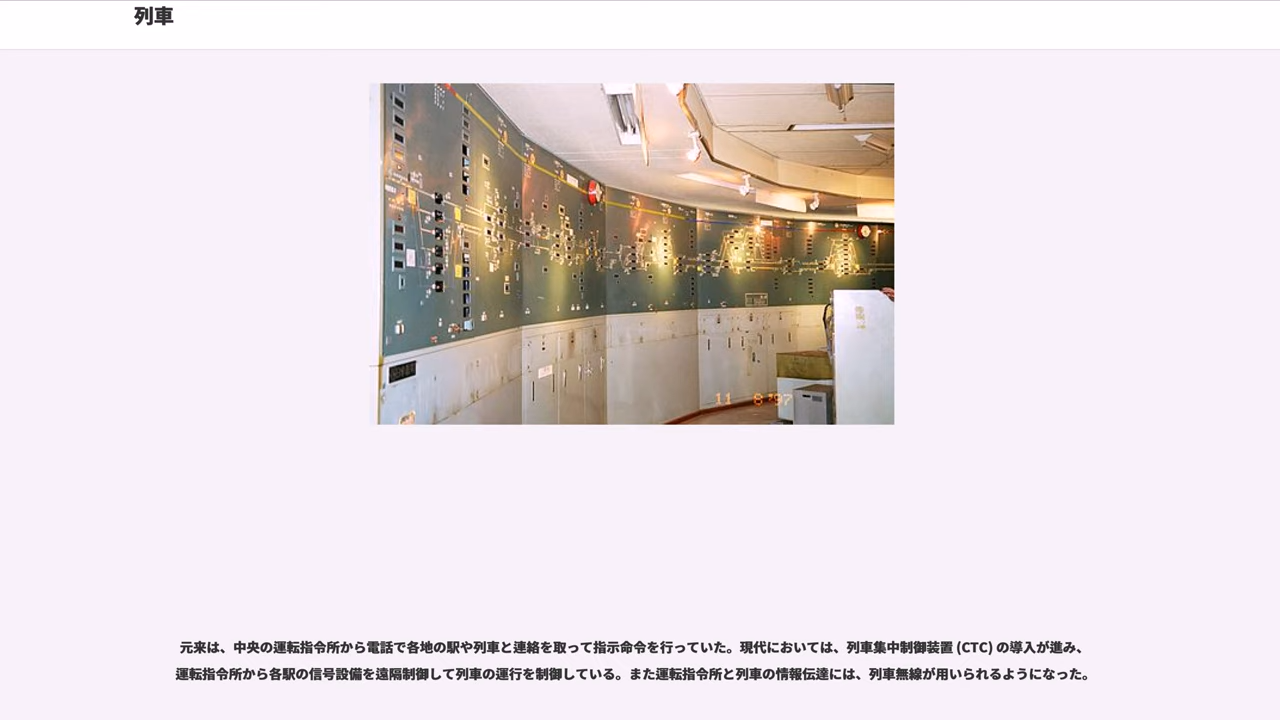 列車
11 8 '97
元来は、中央の運転指令所から電話で各地の駅や列車と連絡を取って指示命令を行っていた。現代においては、列車集中制御装置 (CTC) の導入が進み、
運転指令所から各駅の信号設備を遠隔制御して列車の運行を制御している。また運転指令所と列車の情報伝達には、列車無線が用いられるようになった。